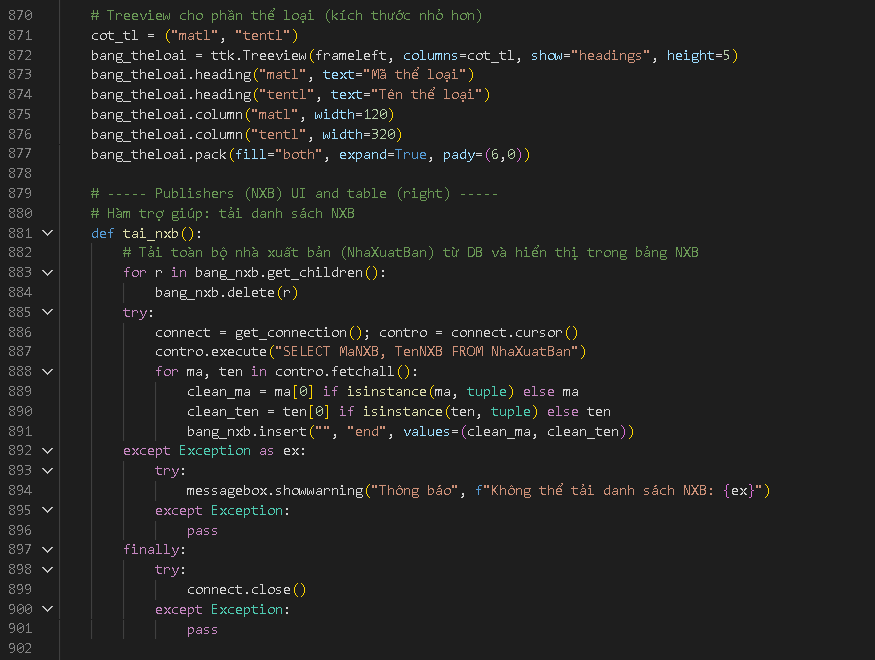 870 # Treeview cho phần thể loại (kích thước nhỏ hơn)
871 cot_tl = ("matl", "tentl")
872 bang_theloai = ttk.Treeview(frameleft, columns=cot_tl, show="headings", height=5)
873 bang_theloai.heading("matl", text="Mã thể loại")
874 bang_theloai.heading("tentl", text="Tên thể loại")
875 bang_theloai.column("matl", width=120)
876 bang_theloai.column("tentl", width=320)
877 bang_theloai.pack(fill="both", expand=True, pady=(6,0))
878
879 # ----- Publishers (NXB) UI and table (right) -----
880 # Hàm trợ giúp: tải danh sách NXB
881 def tai_nxb():
882 # Tải toàn bộ nhà xuất bản (NhaXuatBan) từ DB và hiển thị trong bảng NXB
883 for r in bang_nxb.get_children():
884 bang_nxb.delete(r)
885 try:
886 connect = get_connection(); contro = connect.cursor()
887 contro.execute("SELECT MaNXB, TenNXB FROM NhaXuatBan")
888 for ma, ten in contro.fetchall():
889 clean_ma = ma[0] if isinstance(ma, tuple) else ma
890 clean_ten = ten[0] if isinstance(ten, tuple) else ten
891 bang_nxb.insert("", "end", values=(clean_ma, clean_ten))
892 except Exception as ex:
893 try:
894 messagebox.showwarning("Thông báo", f"Không thể tải danh sách NXB: {ex}")
895 except Exception:
896 pass
897 finally:
898 try:
899 connect.close()
900 except Exception:
901 pass
902